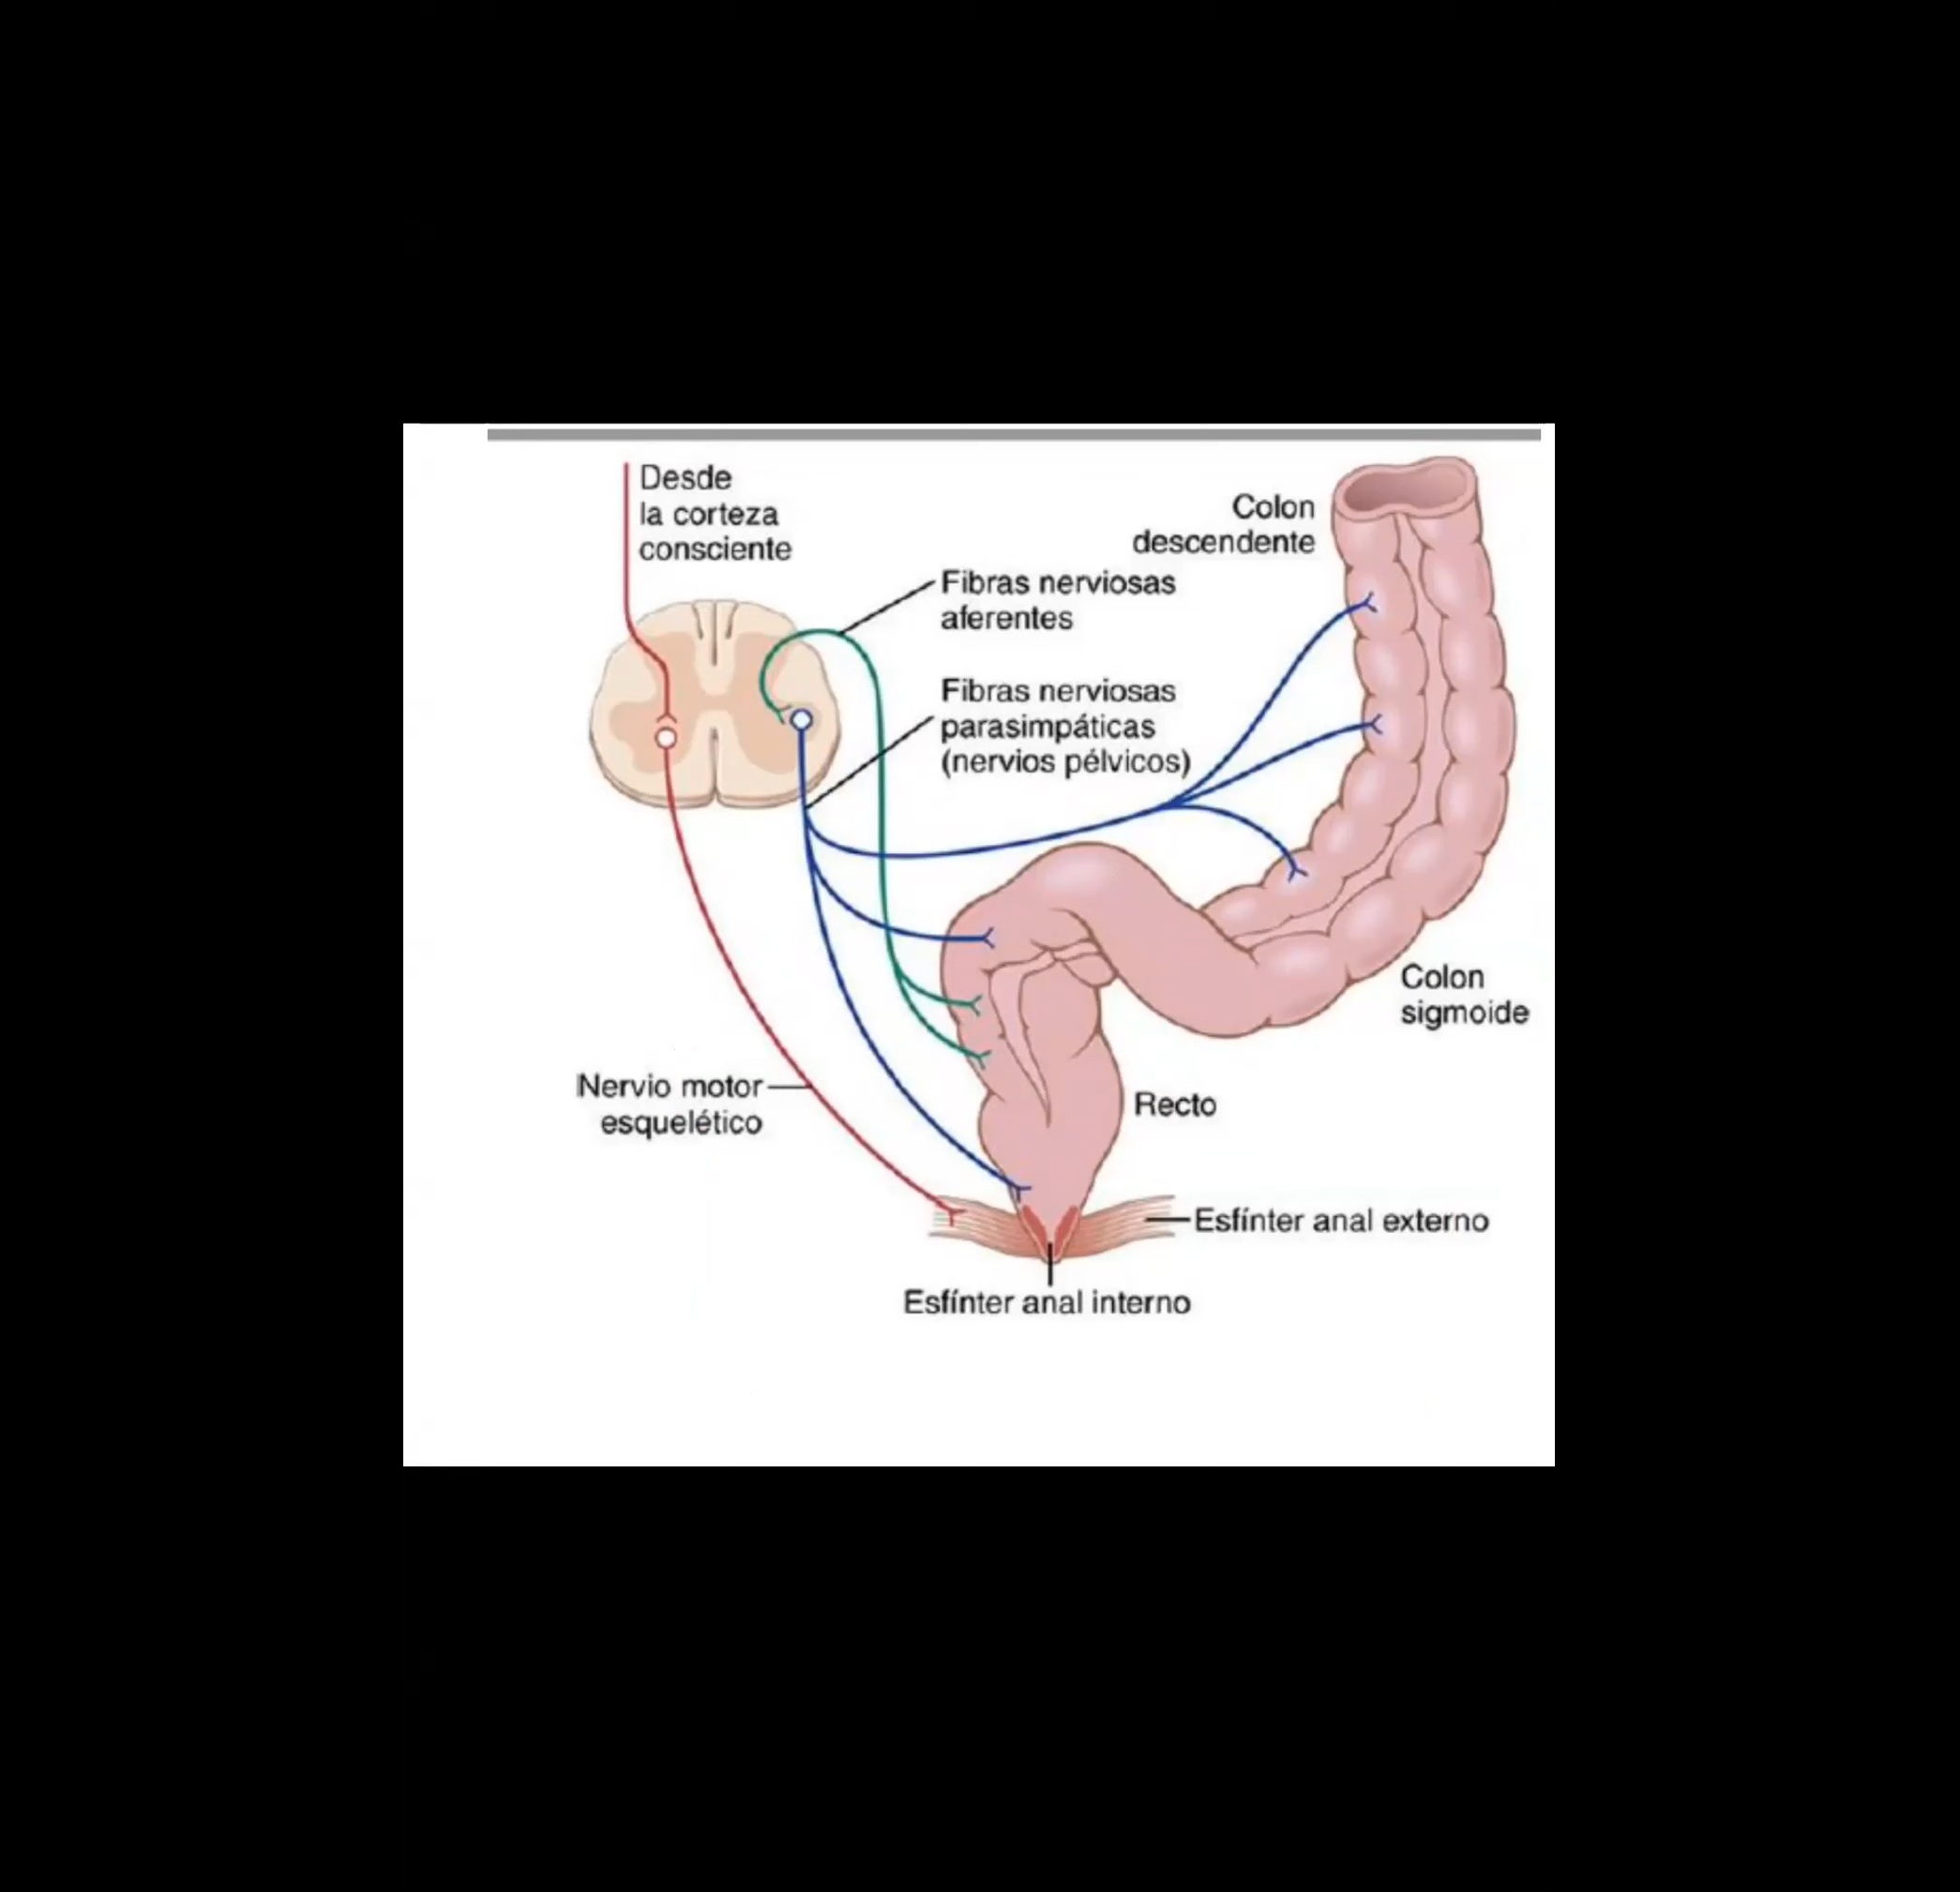 Desde
la corteza
consciente
Colon
descendente
Fibras nerviosas
aferentes
Fibras nerviosas
parasimpáticas
(nervios pélvicos)
Colon
sigmoide
Nervio motor
esquelético
Recto
Esfínter anal externo
Esfínter anal interno